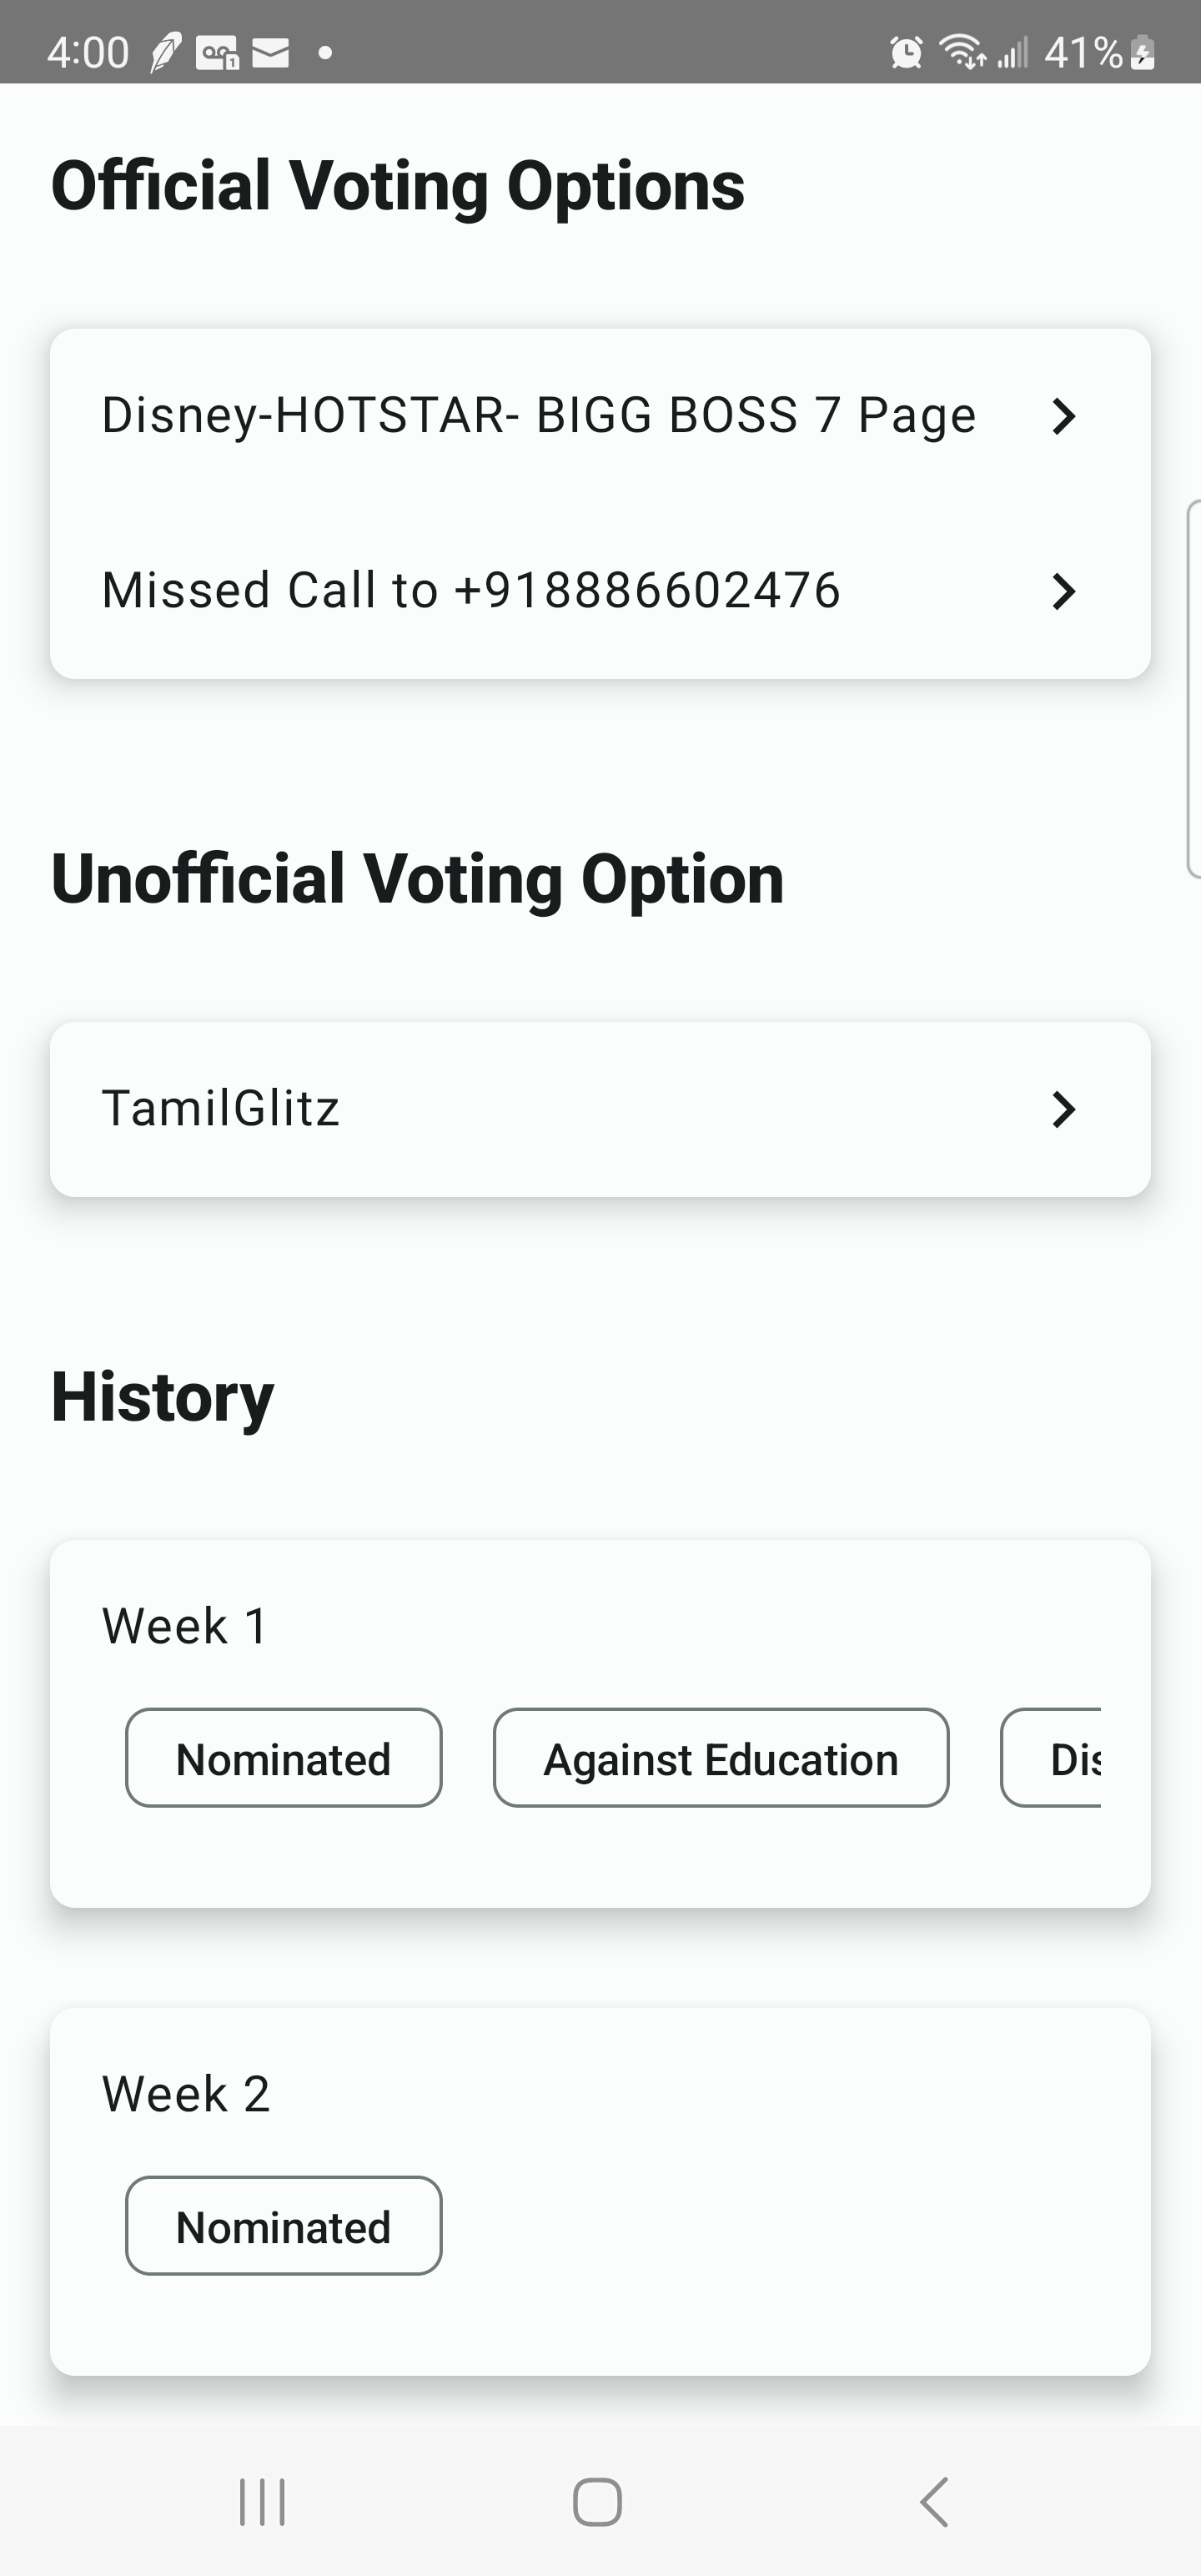 4:00
41%
Official Voting Options
Disney-HOTSTAR- BIGG BOSS 7 Page
Missed Call to +918886602476
Unofficial Voting Option
TamilGlitz
History
Week 1
Nominated Against Education Dis
Week 2
Nominated